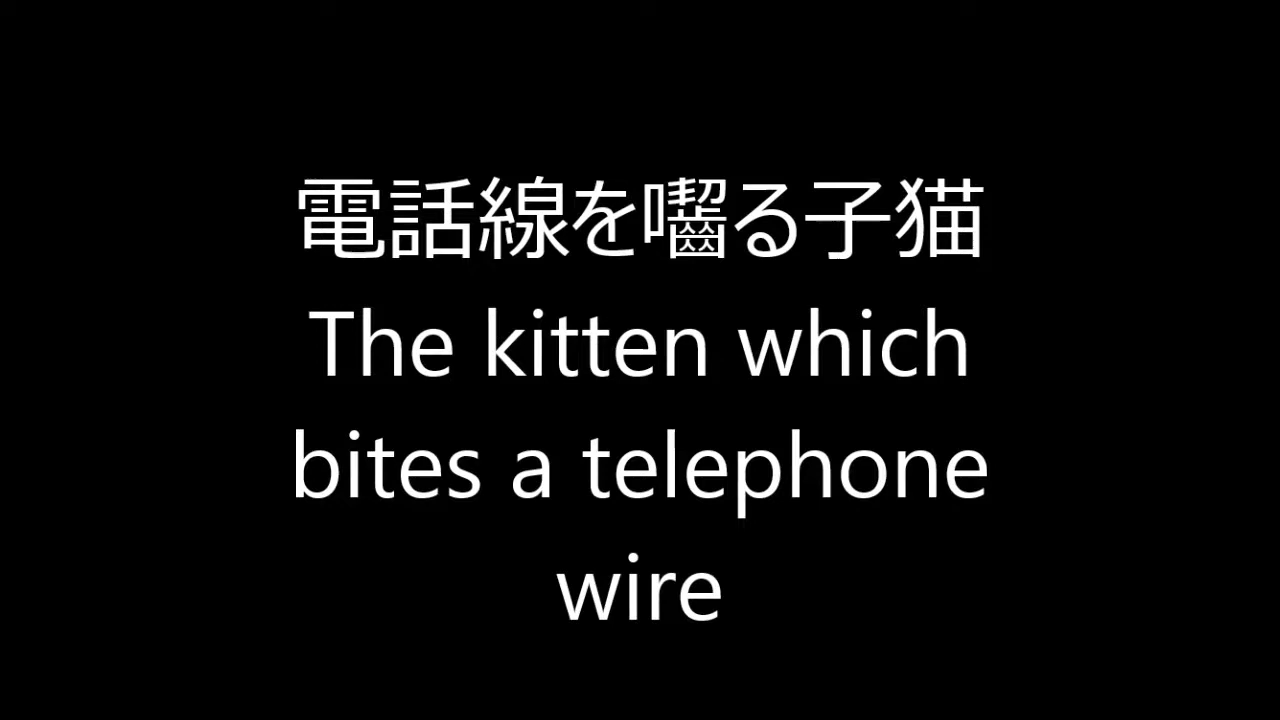 電話線を囓る子猫
The kitten which
bites a telephone
wire